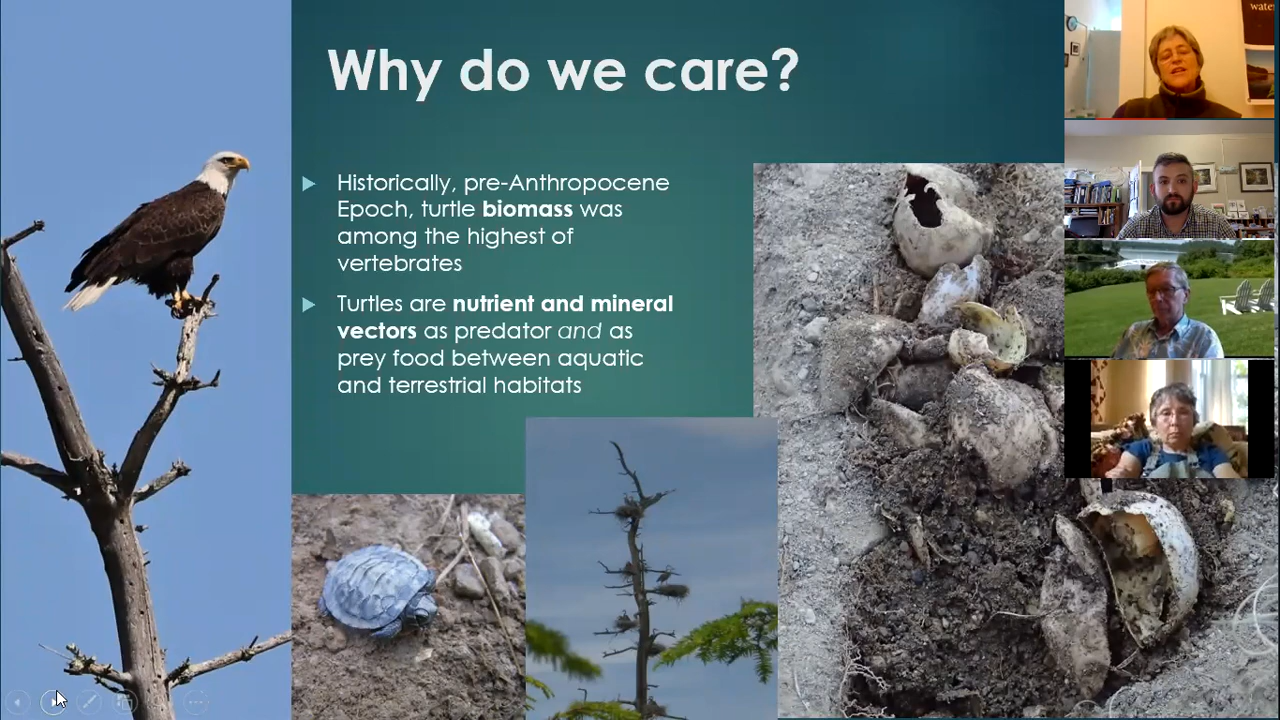 Why do we care?
Historically, pre-Anthropocene
Epoch, turtle biomass was
among the highest of
vertebrates
Turtles are nutrient and mineral
vectors as predator and as
prey food between aquatic
and terrestrial habitats
wate